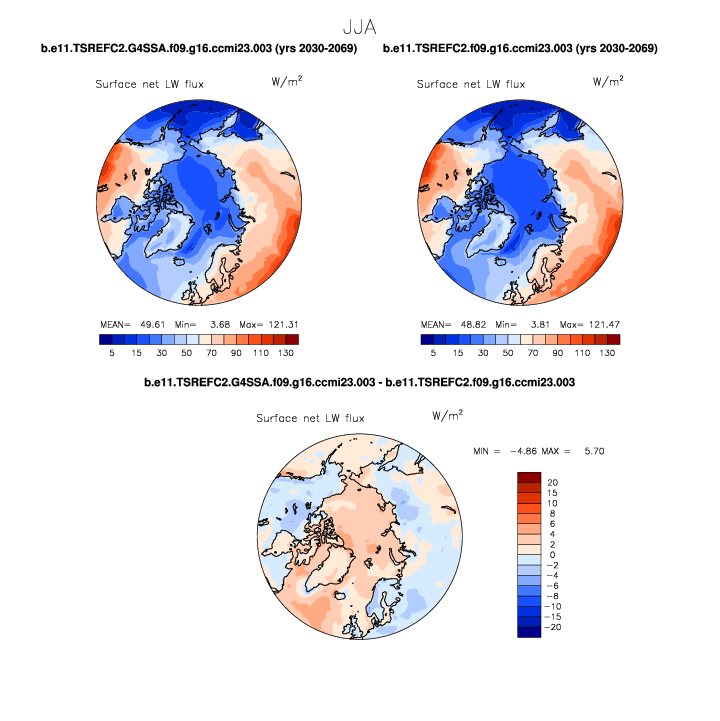 JJA
b.e11.TSREFC2.G4SSA.f09.g16.ccmi23.003 (yrs 2030-2069) b.e11.TSREFC2.f09.g16.ccmi23.003 (yrs 2030-2069)
Surface net LW flux W/m² Surface net LW flux W/m²
MEAN= 49.61 Min= 3.68 Max= 121.31 MEAN= 48.82 Min= 3.81 Max= 121.47
5 15 30 50 70 90 110 130 5 15 30 50 70 90 110 130
b.e11.TSREFC2.G4SSA.f09.g16.ccmi23.003 - b.e11.TSREFC2.f09.g16.ccmi23.003
Surface net LW flux W/m²
MIN = -4.86 MAX = 5.70
20
15
10
8
6
4
2
0
-2
-4
-6
-8
-10
-15
-20